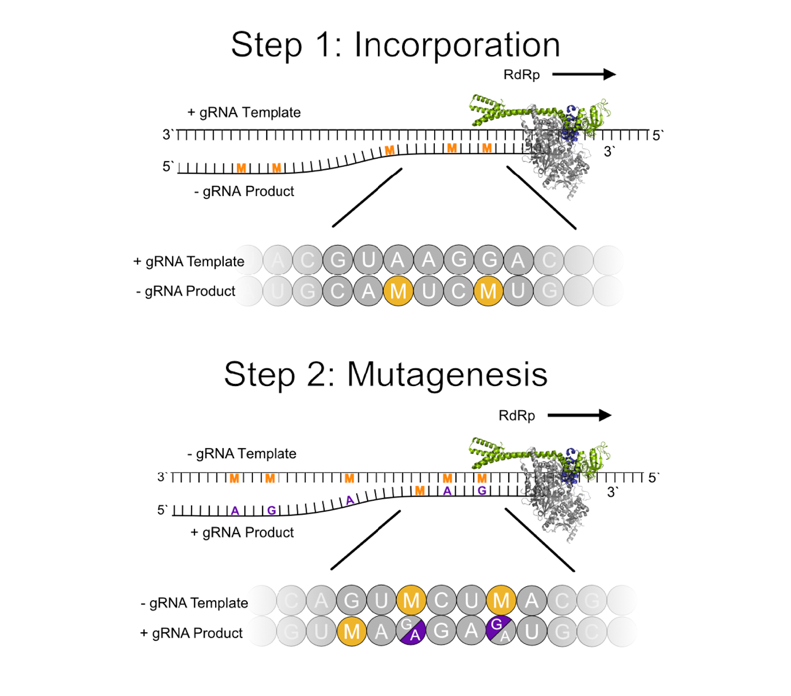 Step 1: Incorporation
RdRp
+ gRNA Template
3` 5`
M M M M M 3`
5`
- gRNA Product
+ gRNA Template A C G U A A G G A C
- gRNA Product U G C A M U C M U G
Step 2: Mutagenesis
RdRp
- gRNA Template
3` M M M M M 5`
A G A M A G 3`
5`
+ gRNA Product
- gRNA Template C A G U M C U M A C G
+ gRNA Product G U M A G A G A G A U G C